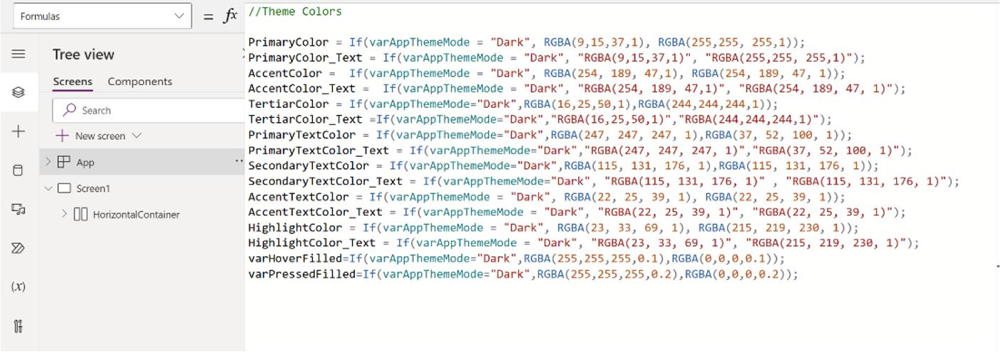 Formulas
= fx
//Theme Colors
PrimaryColor = If(varAppThemeMode = "Dark", RGBA(9,15,37,1), RGBA(255,255, 255,1));
PrimaryColor_Text = If(varAppThemeMode = "Dark", "RGBA(9,15,37,1)", "RGBA(255,255, 255,1)");
AccentColor =  If(varAppThemeMode = "Dark", RGBA(254, 189, 47,1), RGBA(254, 189, 47, 1));
AccentColor_Text =  If(varAppThemeMode = "Dark", "RGBA(254, 189, 47,1)", "RGBA(254, 189, 47, 1)");
TertiarColor = If(varAppThemeMode="Dark",RGBA(16,25,50,1),RGBA(244,244,244,1));
TertiarColor_Text =If(varAppThemeMode="Dark","RGBA(16,25,50,1)","RGBA(244,244,244,1)");
PrimaryTextColor = If(varAppThemeMode="Dark",RGBA(247, 247, 247, 1),RGBA(37, 52, 100, 1));
PrimaryTextColor_Text = If(varAppThemeMode="Dark","RGBA(247, 247, 247, 1)","RGBA(37, 52, 100, 1)");
SecondaryTextColor = If(varAppThemeMode="Dark",RGBA(115, 131, 176, 1),RGBA(115, 131, 176, 1));
SecondaryTextColor_Text = If(varAppThemeMode="Dark", "RGBA(115, 131, 176, 1)" , "RGBA(115, 131, 176, 1)");
AccentTextColor = If(varAppThemeMode = "Dark", RGBA(22, 25, 39, 1), RGBA(22, 25, 39, 1));
AccentTextColor_Text = If(varAppThemeMode = "Dark", "RGBA(22, 25, 39, 1)", "RGBA(22, 25, 39, 1)");
HighlightColor = If(varAppThemeMode = "Dark", RGBA(23, 33, 69, 1), RGBA(215, 219, 230, 1));
HighlightColor_Text = If(varAppThemeMode = "Dark", "RGBA(23, 33, 69, 1)", "RGBA(215, 219, 230, 1)");
varHoverFilled=If(varAppThemeMode="Dark",RGBA(255,255,255,0.1),RGBA(0,0,0,0.1));
varPressedFilled=If(varAppThemeMode="Dark",RGBA(255,255,255,0.2),RGBA(0,0,0,0.2));
Tree view
Screens Components
Search
New screen
App
Screen1
HorizontalContainer
(x)